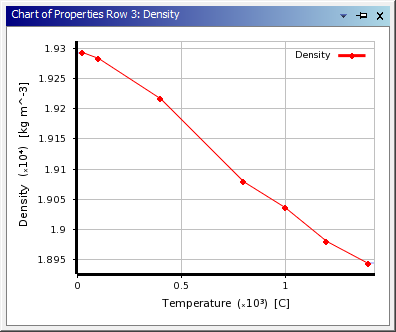 Chart of Properties Row 3: Density
Density
1.93
1.925
1.92
1.915
1.91
1.905
1.9
1.895
Density (ₓ10⁴) [kg m^-3]
0
0.5
1
Temperature (ₓ10³) [C]